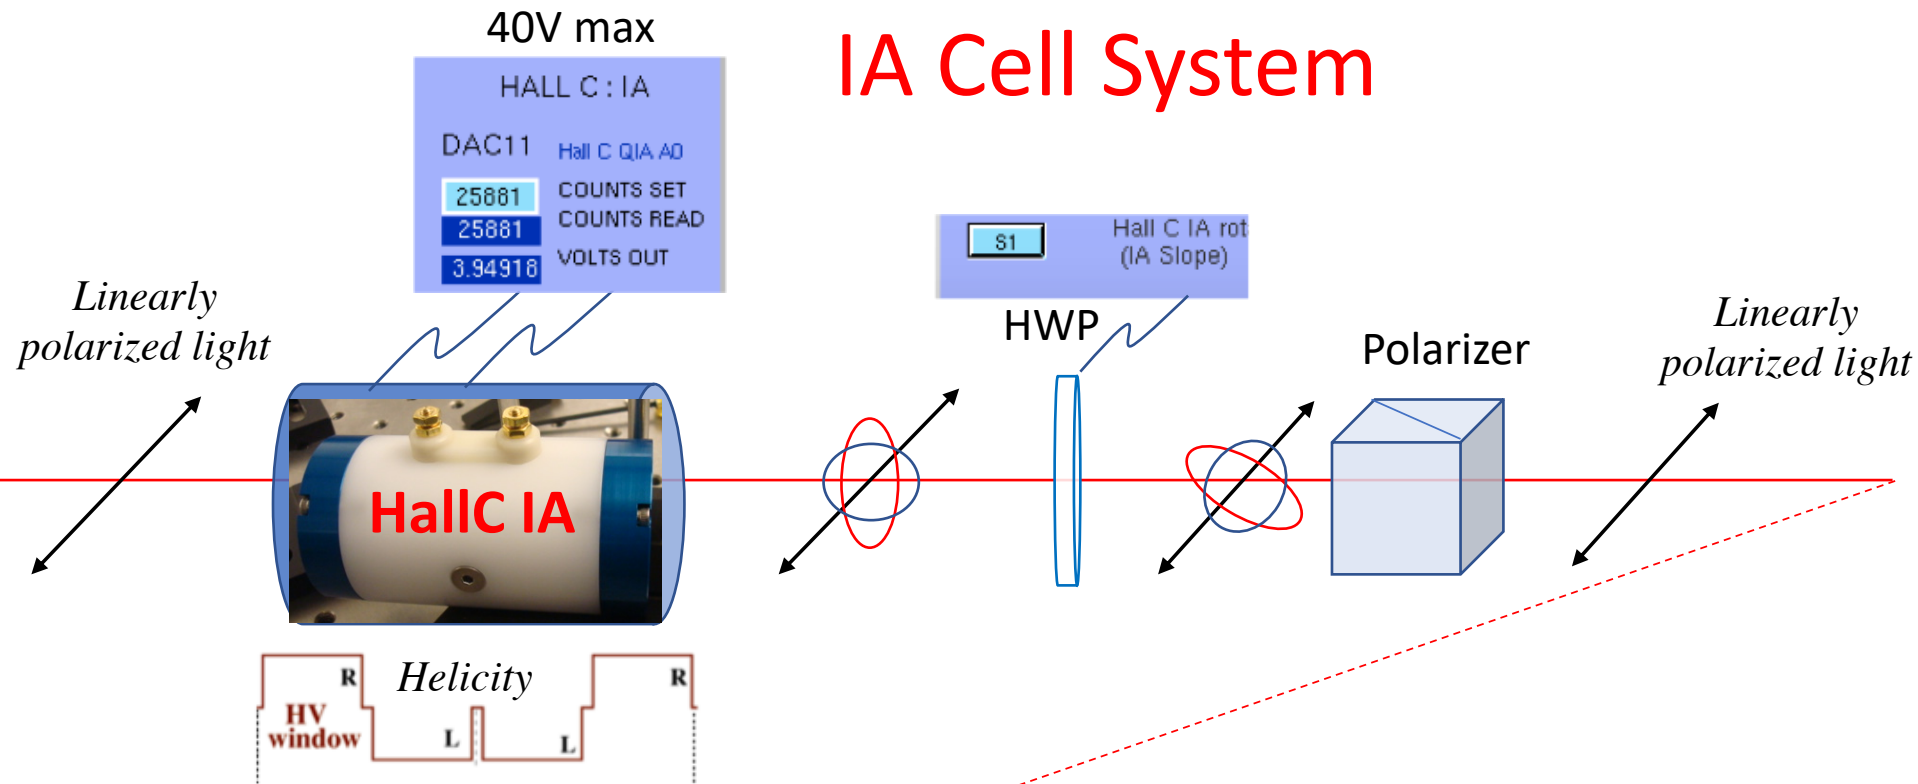 40V max
IA Cell System
HALL C : IA
DAC11
Hall C QIA A0
25881
COUNTS SET
25881
COUNTS READ
3.94918
VOLTS OUT
S1
Hall C IA rot
(IA Slope)
Linearly
polarized light
HWP
Polarizer
Linearly
polarized light
HallC IA
Helicity
R
R
HV
window
L
L